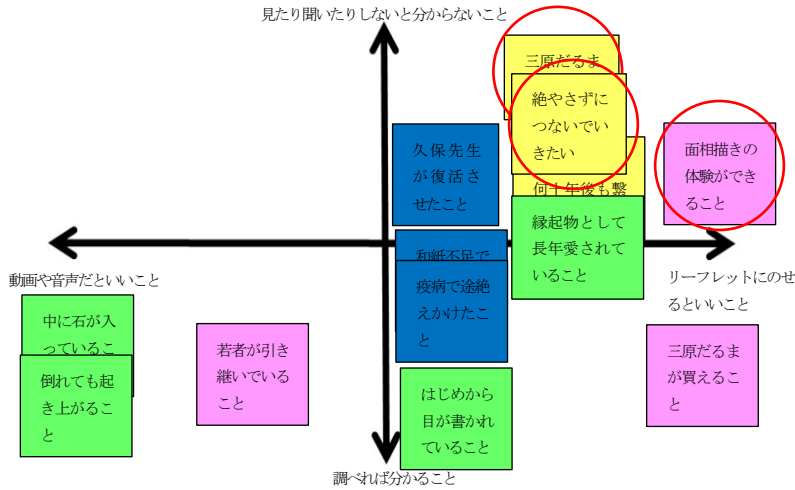 見たり聞いたりしないと分からないこと
三原だるま
絶やさずに
つないでい
きたい
何十年後も繋
久保先生
が復活さ
せたこと
面相描きの
体験ができ
ること
縁起物として
長年愛されて
いること
和紙不足で
疫病で途絶
えかけたこ
と
動画や音声だといいこと
リーフレットにのせ
るといいこと
中に石が入
っているこ
倒れても起
き上がるこ
と
若者が引き
継いでいる
こと
三原だるま
が買えるこ
と
はじめから
目が書かれ
ていること
調べれば分かること